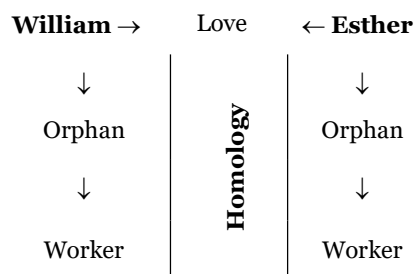 William → Love ← Esther
↓ ↓
Orphan Orphan
Homology
↓ ↓
Worker Worker